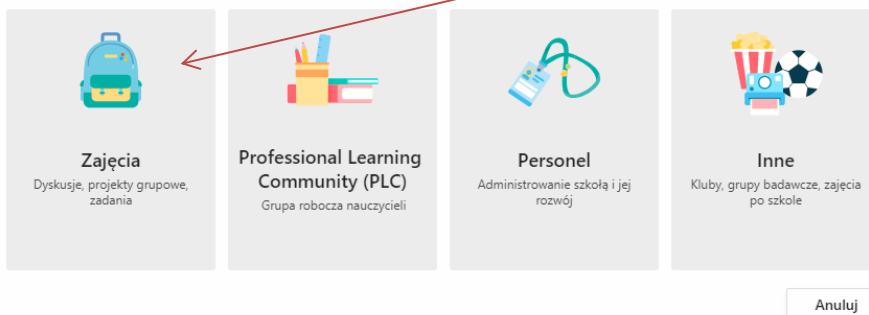 Zajęcia
Dyskusje, projekty grupowe,
zadania
Professional Learning
Community (PLC)
Grupa robocza nauczycieli
Personel
Administrowanie szkołą i jej
rozwój
Inne
Kluby, grupy badawcze, zajęcia
po szkole
Anuluj